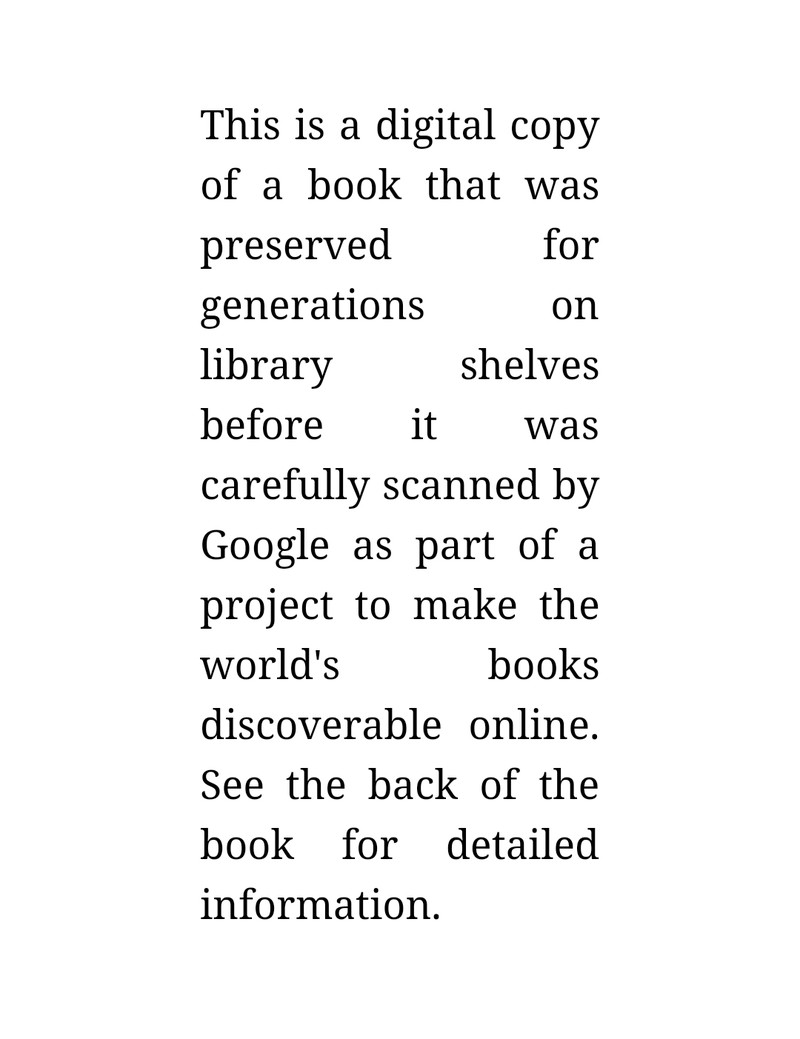 This is a digital copy
of a book that was
preserved for
generations on
library shelves
before it was
carefully scanned by
Google as part of a
project to make the
world's books
discoverable online.
See the back of the
book for detailed
information.